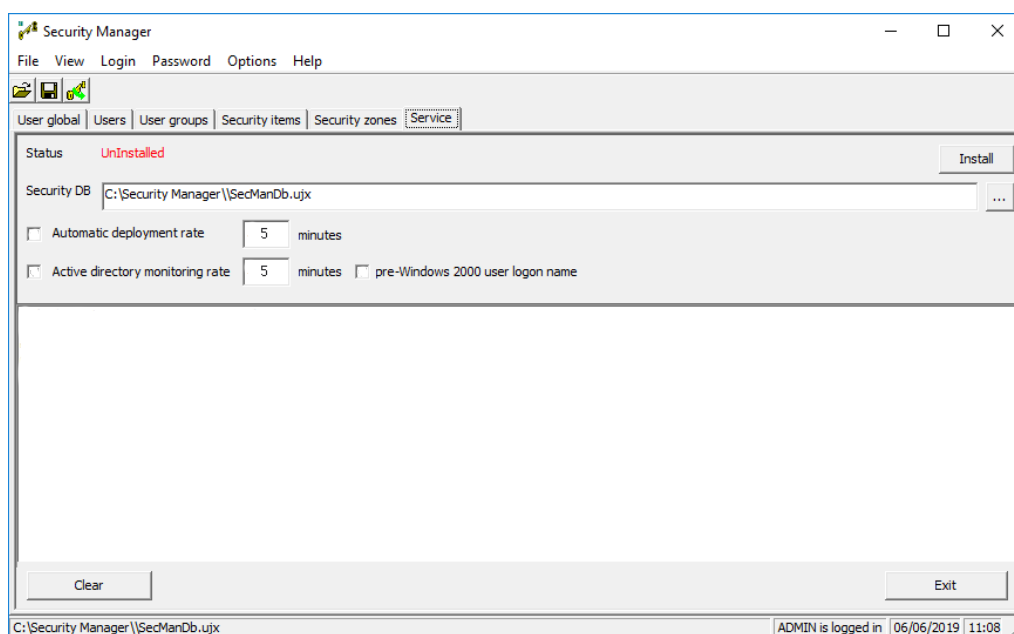 Security Manager
File View Login Password Options Help
User global Users User groups Security items Security zones Service
Status UnInstalled Install
Security DB C:\Security Manager\\SecManDb.ujx ...
Automatic deployment rate 5 minutes
Active directory monitoring rate 5 minutes pre-Windows 2000 user logon name
Clear Exit
C:\Security Manager\\SecManDb.ujx ADMIN is logged in 06/06/2019 11:08